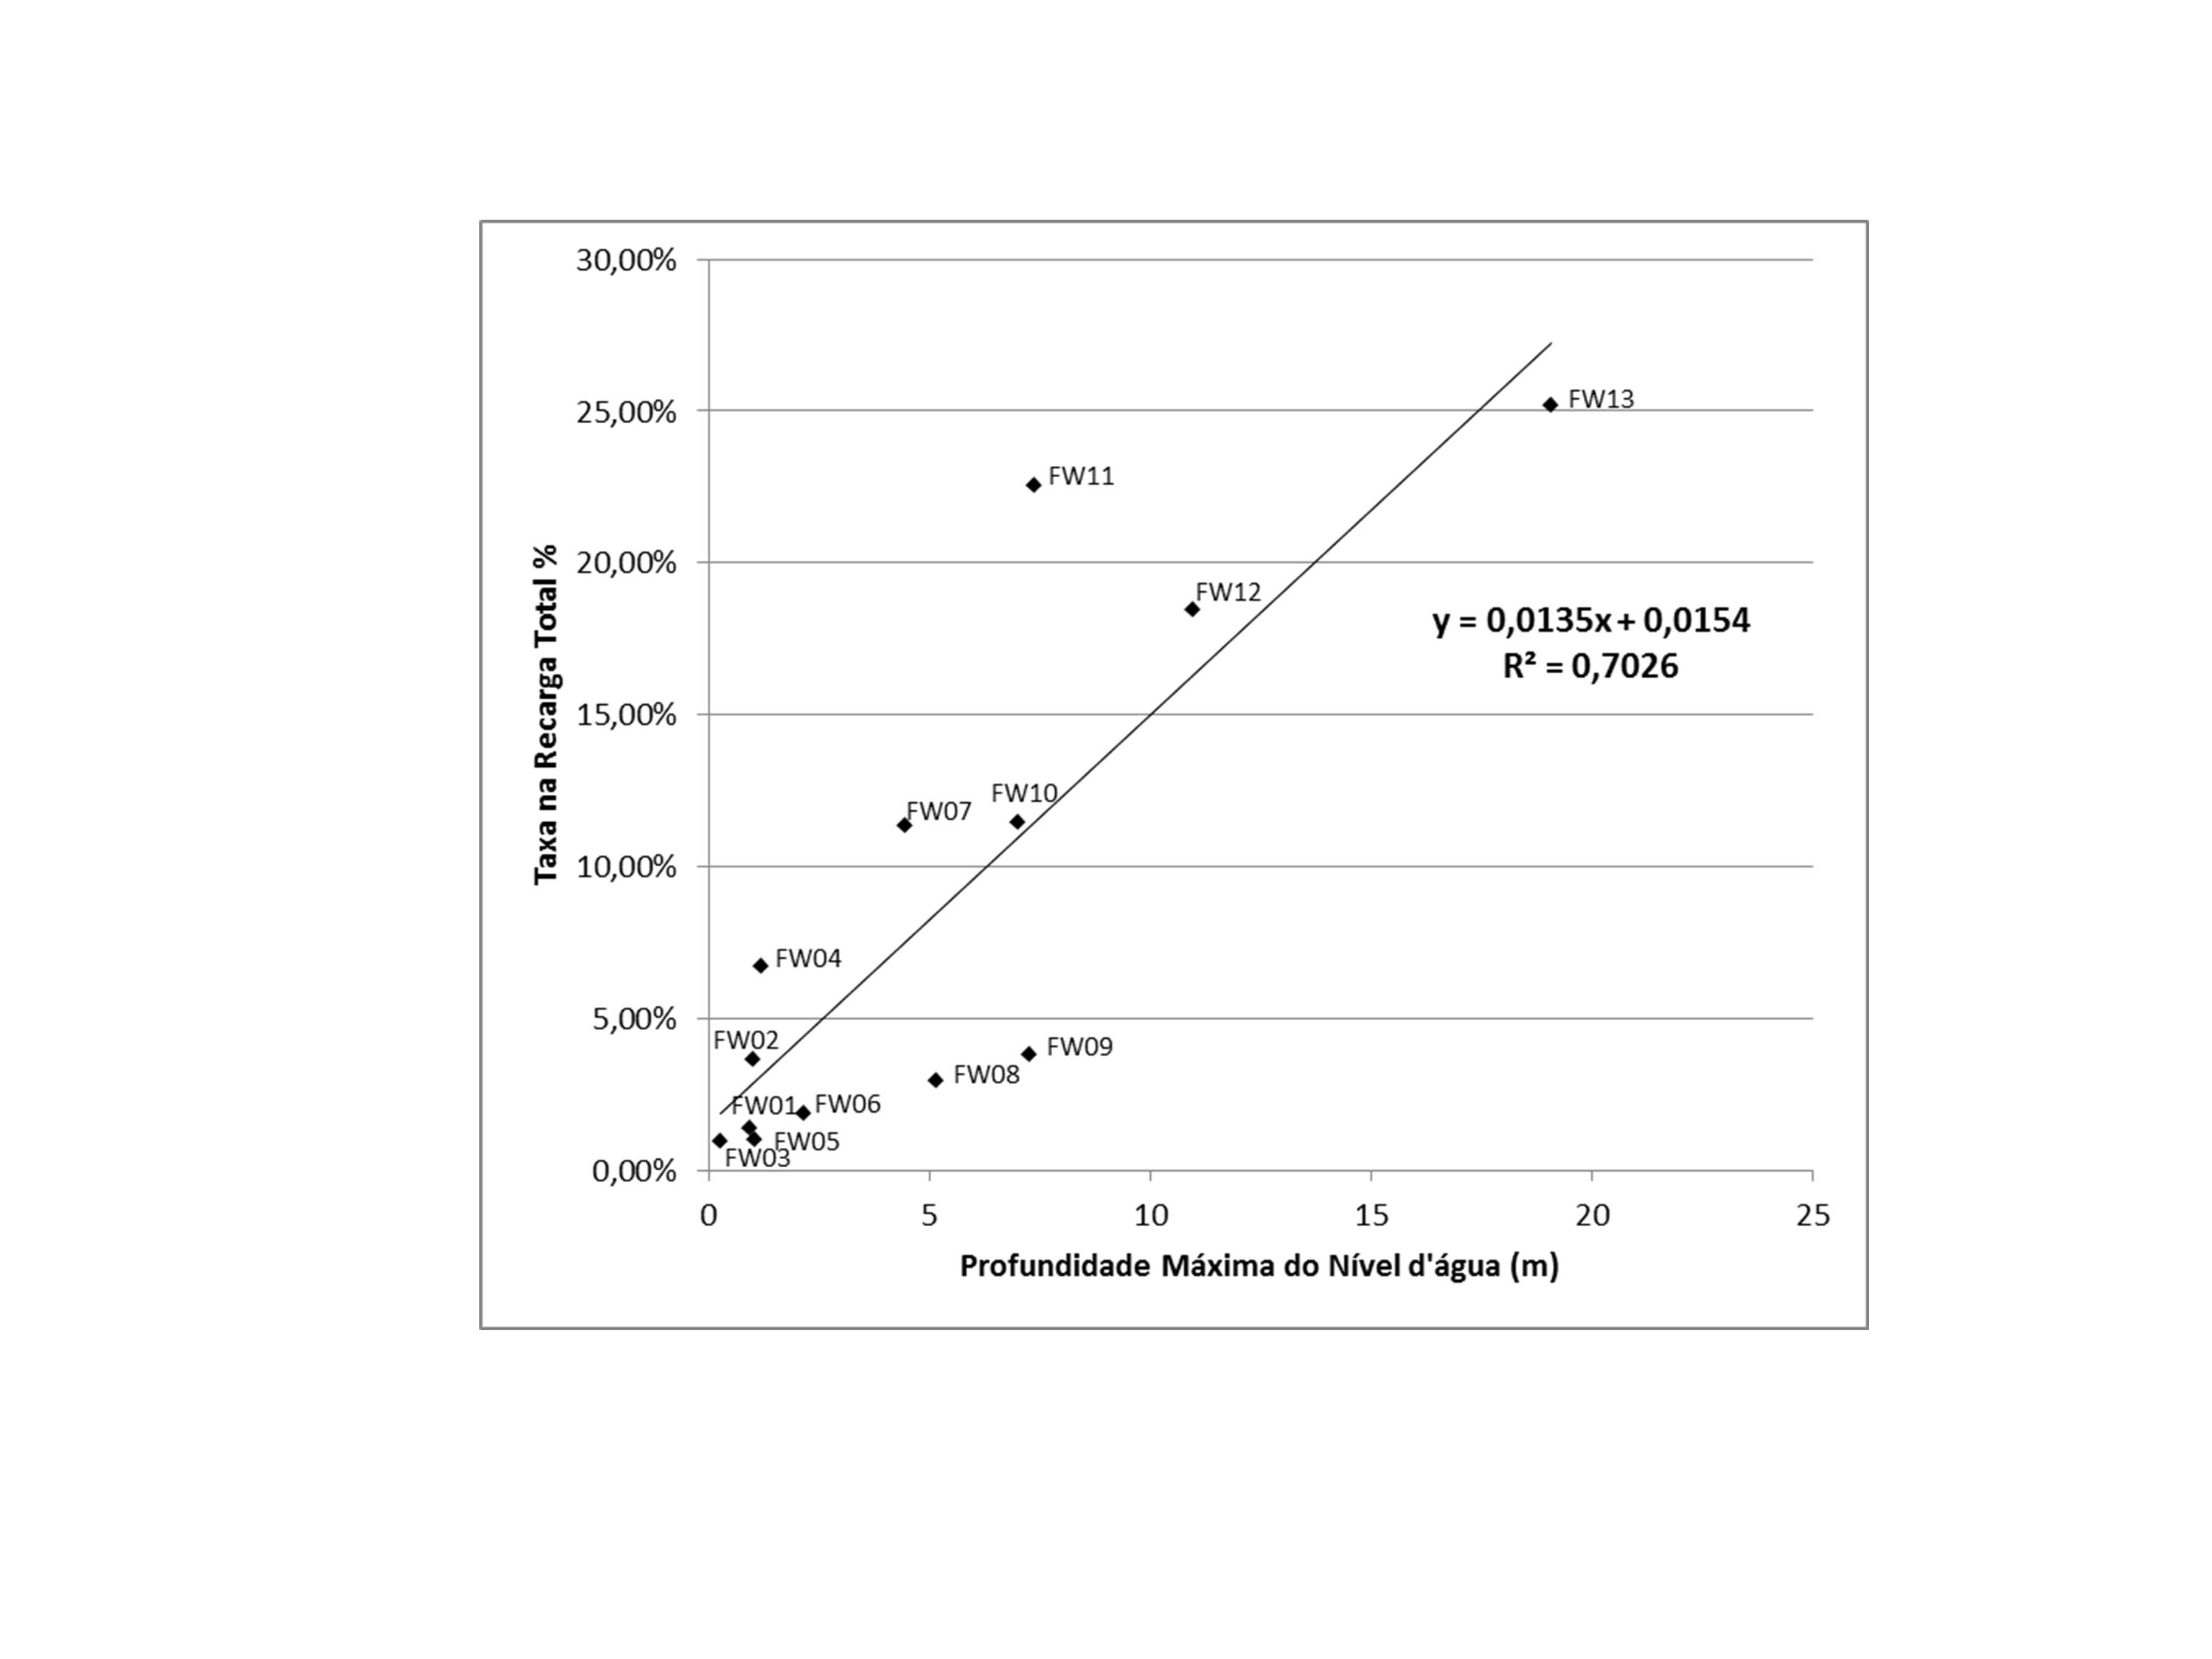 30,00%
25,00%
20,00%
15,00%
10,00%
5,00%
0,00%
Taxa na Recarga Total %
FW13
FW11
FW12
y = 0,0135x + 0,0154
R² = 0,7026
FW10
FW07
FW04
FW02
FW09
FW08
FW01
FW06
FW05
FW03
0 5 10 15 20 25
Profundidade Máxima do Nível d'água (m)